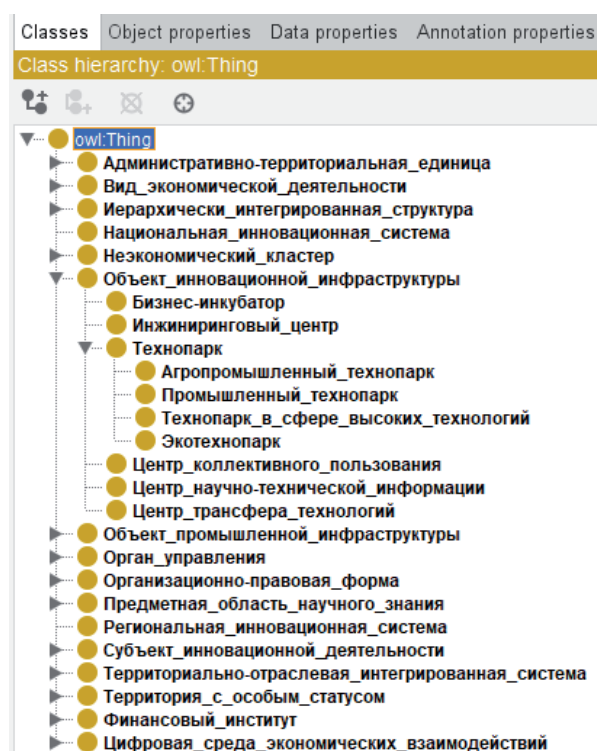 Classes Object properties Data properties Annotation properties
Class hierarchy: owl:Thing
owl:Thing
Административно-территориальная_единица
Вид_экономической_деятельности
Иерархически_интегрированная_структура
Национальная_инновационная_система
Неэкономический_кластер
Объект_инновационной_инфраструктуры
Бизнес-инкубатор
Инжиниринговый_центр
Технопарк
Агропромышленный_технопарк
Промышленный_технопарк
Технопарк_в_сфере_высоких_технологий
Экотехнопарк
Центр_коллективного_пользования
Центр_научно-технической_информации
Центр_трансфера_технологий
Объект_промышленной_инфраструктуры
Орган_управления
Организационно-правовая_форма
Предметная_область_научного_знания
Региональная_инновационная_система
Субъект_инновационной_деятельности
Территориально-отраслевая_интегрированная_система
Территория_с_особым_статусом
Финансовый_институт
Цифровая_среда_экономических_взаимодействий